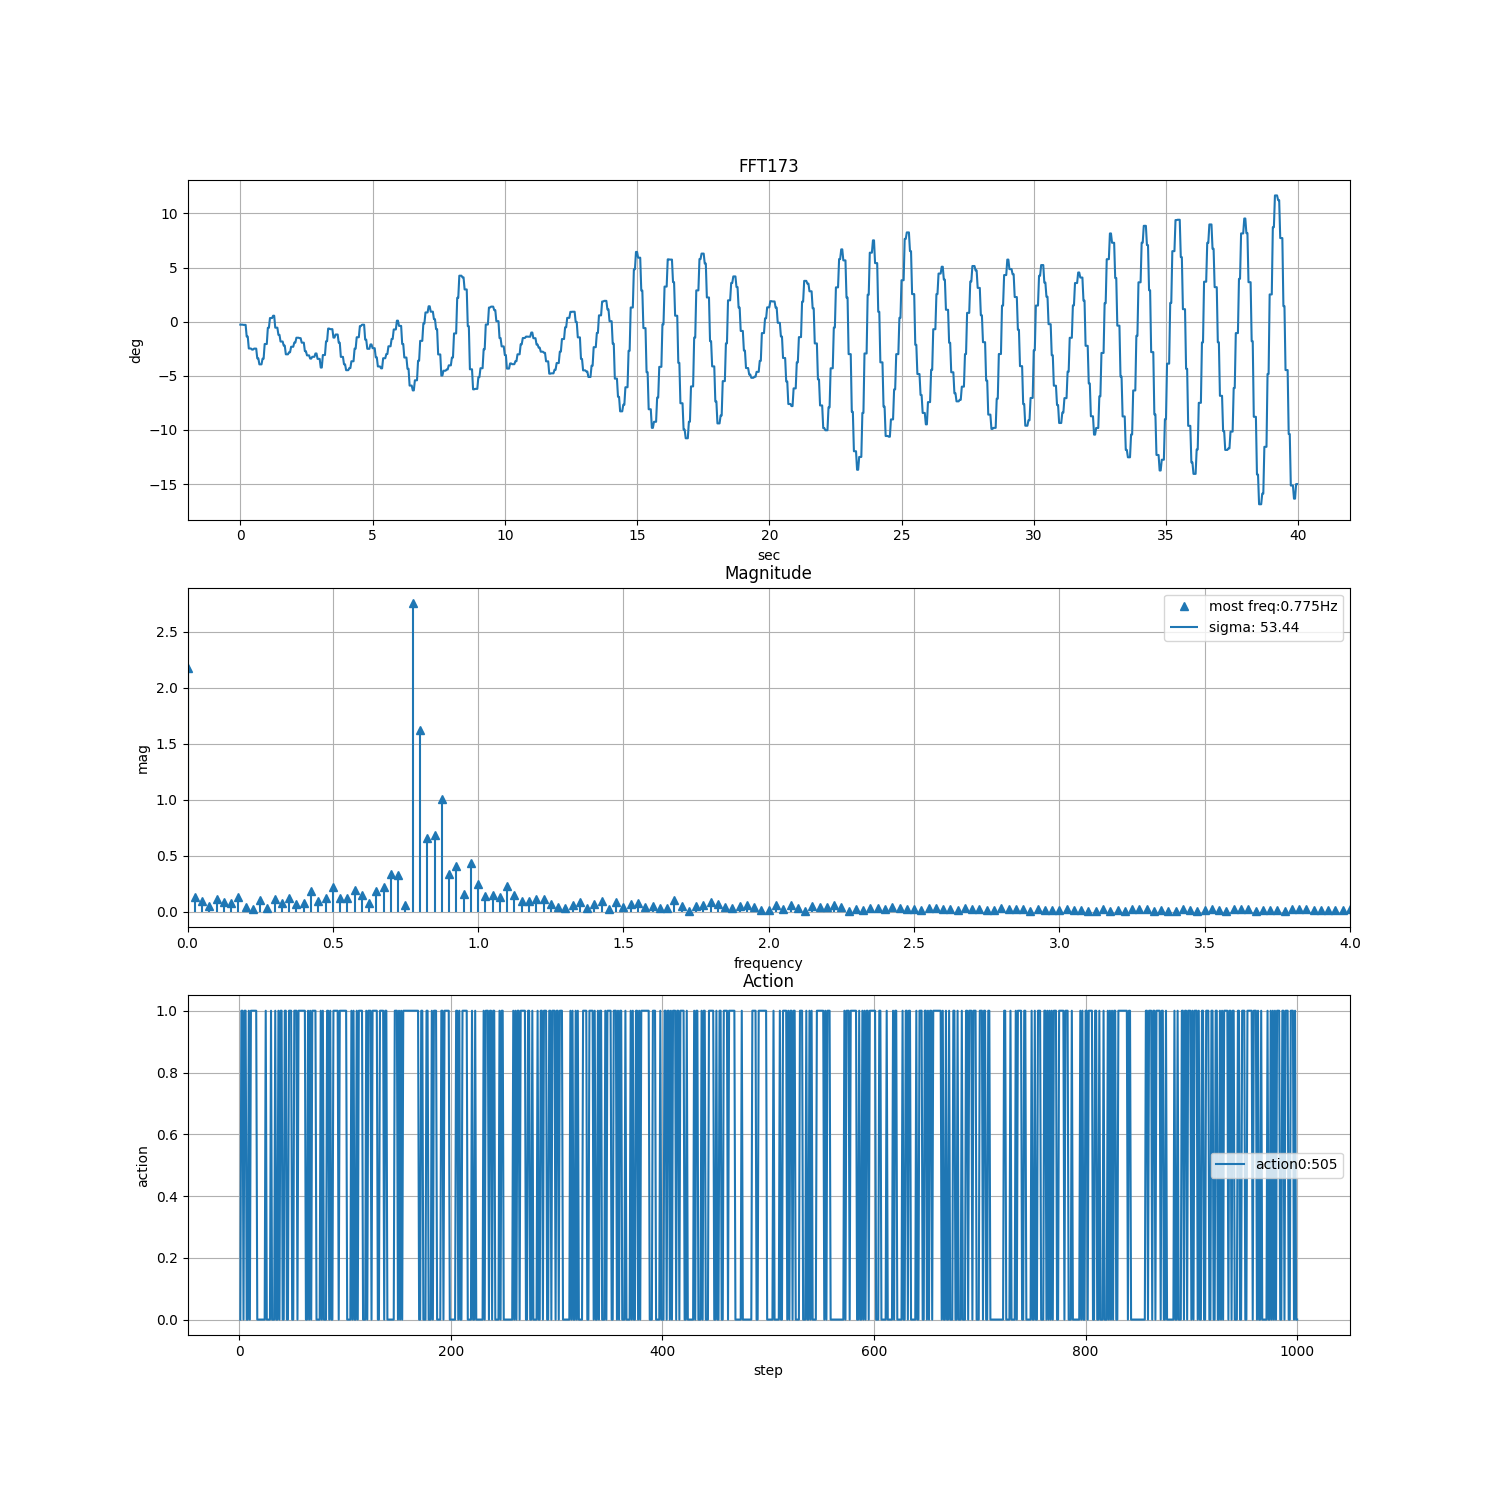 FFT173
10
5
0
−5
−10
−15
deg
0 5 10 15 20 25 30 35 40
sec
Magnitude
most freq:0.775Hz
sigma: 53.44
2.5
2.0
1.5
1.0
0.5
0.0
mag
0.0 0.5 1.0 1.5 2.0 2.5 3.0 3.5 4.0
frequency
Action
1.0
0.8
0.6
0.4
0.2
0.0
action
action0:505
0 200 400 600 800 1000
step